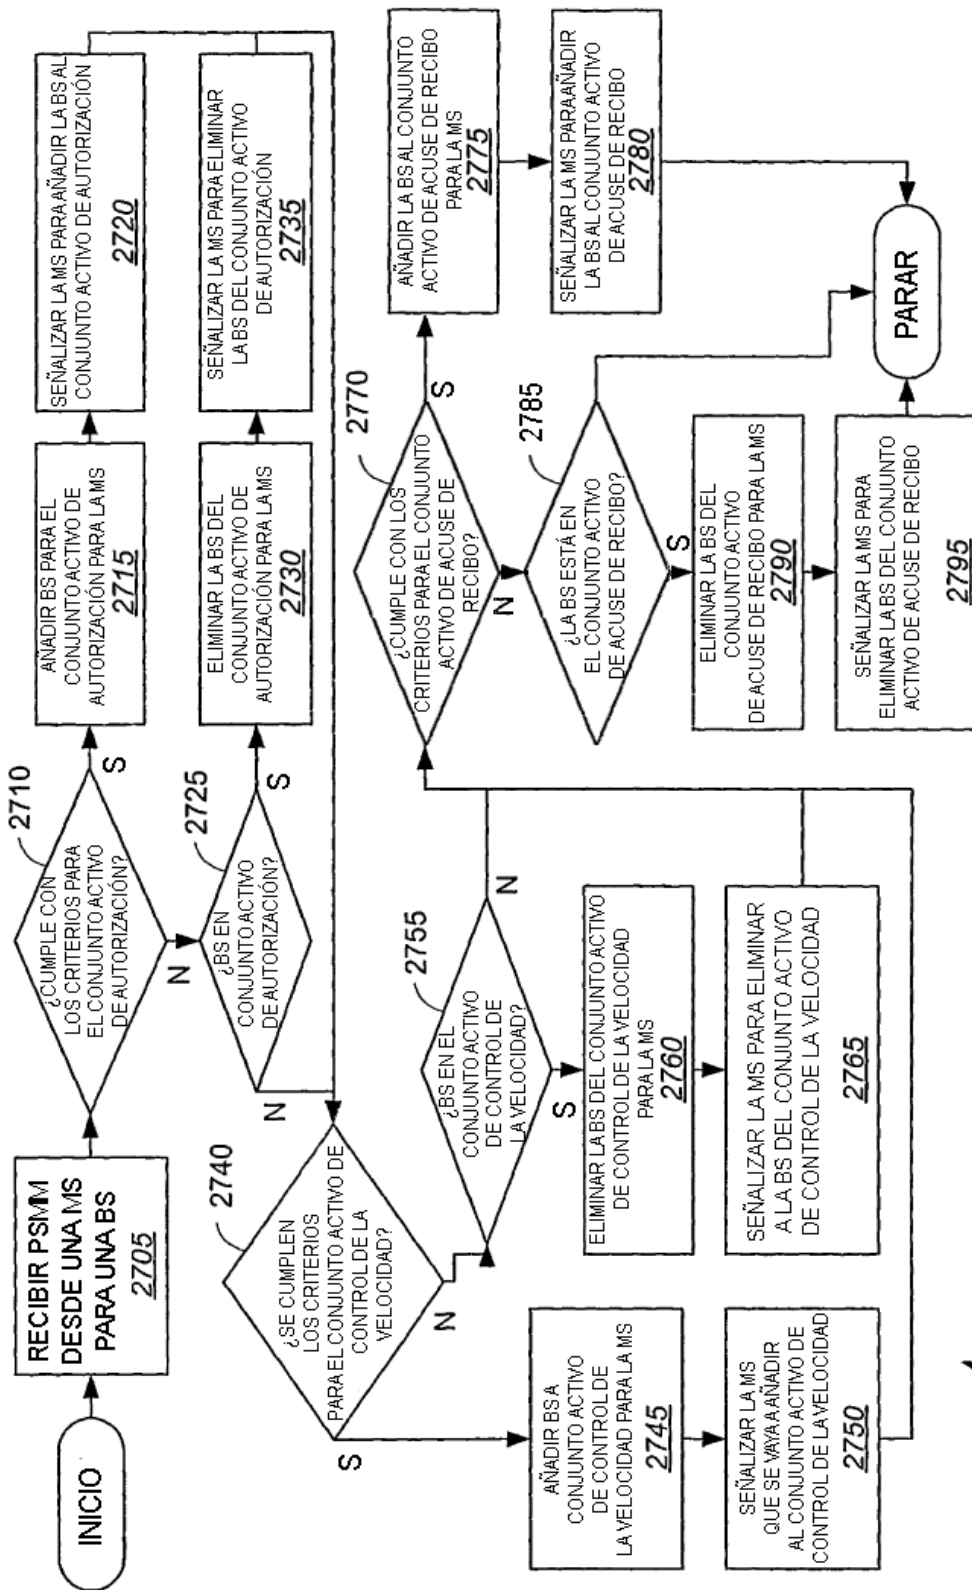 INICIO
RECIBIR PSMM
DESDE UNA MS
PARA UNA BS
2705
2710
¿CUMPLE CON
LOS CRITERIOS PARA
EL CONJUNTO ACTIVO
DE AUTORIZACIÓN?
S
N
AÑADIR BS PARA EL
CONJUNTO ACTIVO DE
AUTORIZACIÓN PARA LA MS
2715
SEÑALIZAR LA MS PARA AÑADIR LA BS AL
CONJUNTO ACTIVO DE AUTORIZACIÓN
2720
2725
¿BS EN
CONJUNTO ACTIVO
DE AUTORIZACIÓN?
S
N
ELIMINAR LA BS DEL
CONJUNTO ACTIVO DE
AUTORIZACIÓN PARA LA MS
2730
SEÑALIZAR LA MS PARA ELIMINAR
LA BS DEL CONJUNTO ACTIVO
DE AUTORIZACIÓN
2735
2740
¿SE CUMPLEN
LOS CRITERIOS
PARA EL CONJUNTO ACTIVO DE
CONTROL DE LA
VELOCIDAD?
S
N
AÑADIR BS A
CONJUNTO ACTIVO
DE CONTROL DE
LA VELOCIDAD PARA LA MS
2745
SEÑALIZAR LA MS
QUE SE VAYA A AÑADIR
AL CONJUNTO ACTIVO DE
CONTROL DE LA VELOCIDAD
2750
2755
¿BS EN EL
CONJUNTO ACTIVO
DE CONTROL DE
LA VELOCIDAD?
N
S
ELIMINAR LA BS DEL CONJUNTO ACTIVO
DE CONTROL DE LA VELOCIDAD
PARA LA MS
2760
SEÑALIZAR LA MS PARA ELIMINAR
A LA BS DEL CONJUNTO ACTIVO
DE CONTROL DE LA VELOCIDAD
2765
2770
¿CUMPLE CON LOS
CRITERIOS PARA EL CONJUNTO
ACTIVO DE ACUSE DE
RECIBO?
S
N
AÑADIR LA BS AL CONJUNTO
ACTIVO DE ACUSE DE RECIBO
PARA LA MS
2775
SEÑALIZAR LA MS PARA AÑADIR
LA BS AL CONJUNTO ACTIVO
DE ACUSE DE RECIBO
2780
2785
¿LA BS ESTÁ EN
EL CONJUNTO ACTIVO
DE ACUSE DE RECIBO?
S
ELIMINAR LA BS DEL
CONJUNTO ACTIVO
DE ACUSE DE RECIBO PARA LA MS
2790
SEÑALIZAR LA MS PARA
ELIMINAR LA BS DEL CONJUNTO
ACTIVO DE ACUSE DE RECIBO
2795
PARAR